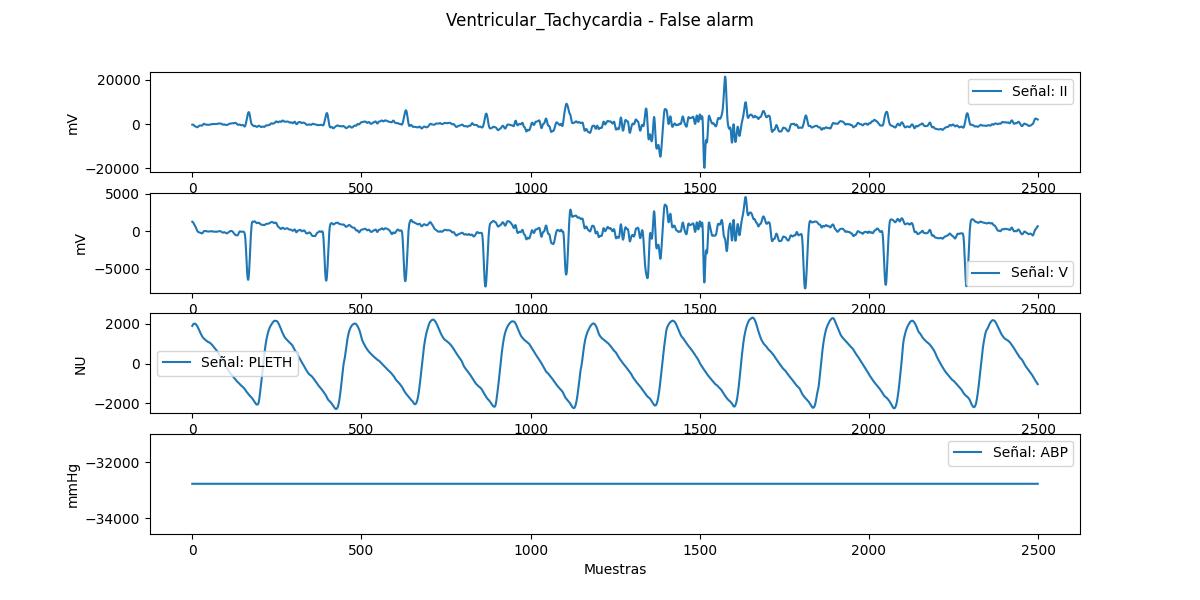 Ventricular_Tachycardia - False alarm
20000
0
−20000
mV
Señal: II
0 500 1000 1500 2000 2500
5000
0
−5000
mV
Señal: V
0 500 1000 1500 2000 2500
2000
0
−2000
NU
Señal: PLETH
0 500 1000 1500 2000 2500
−32000
−34000
mmHg
Señal: ABP
0 500 1000 1500 2000 2500
Muestras